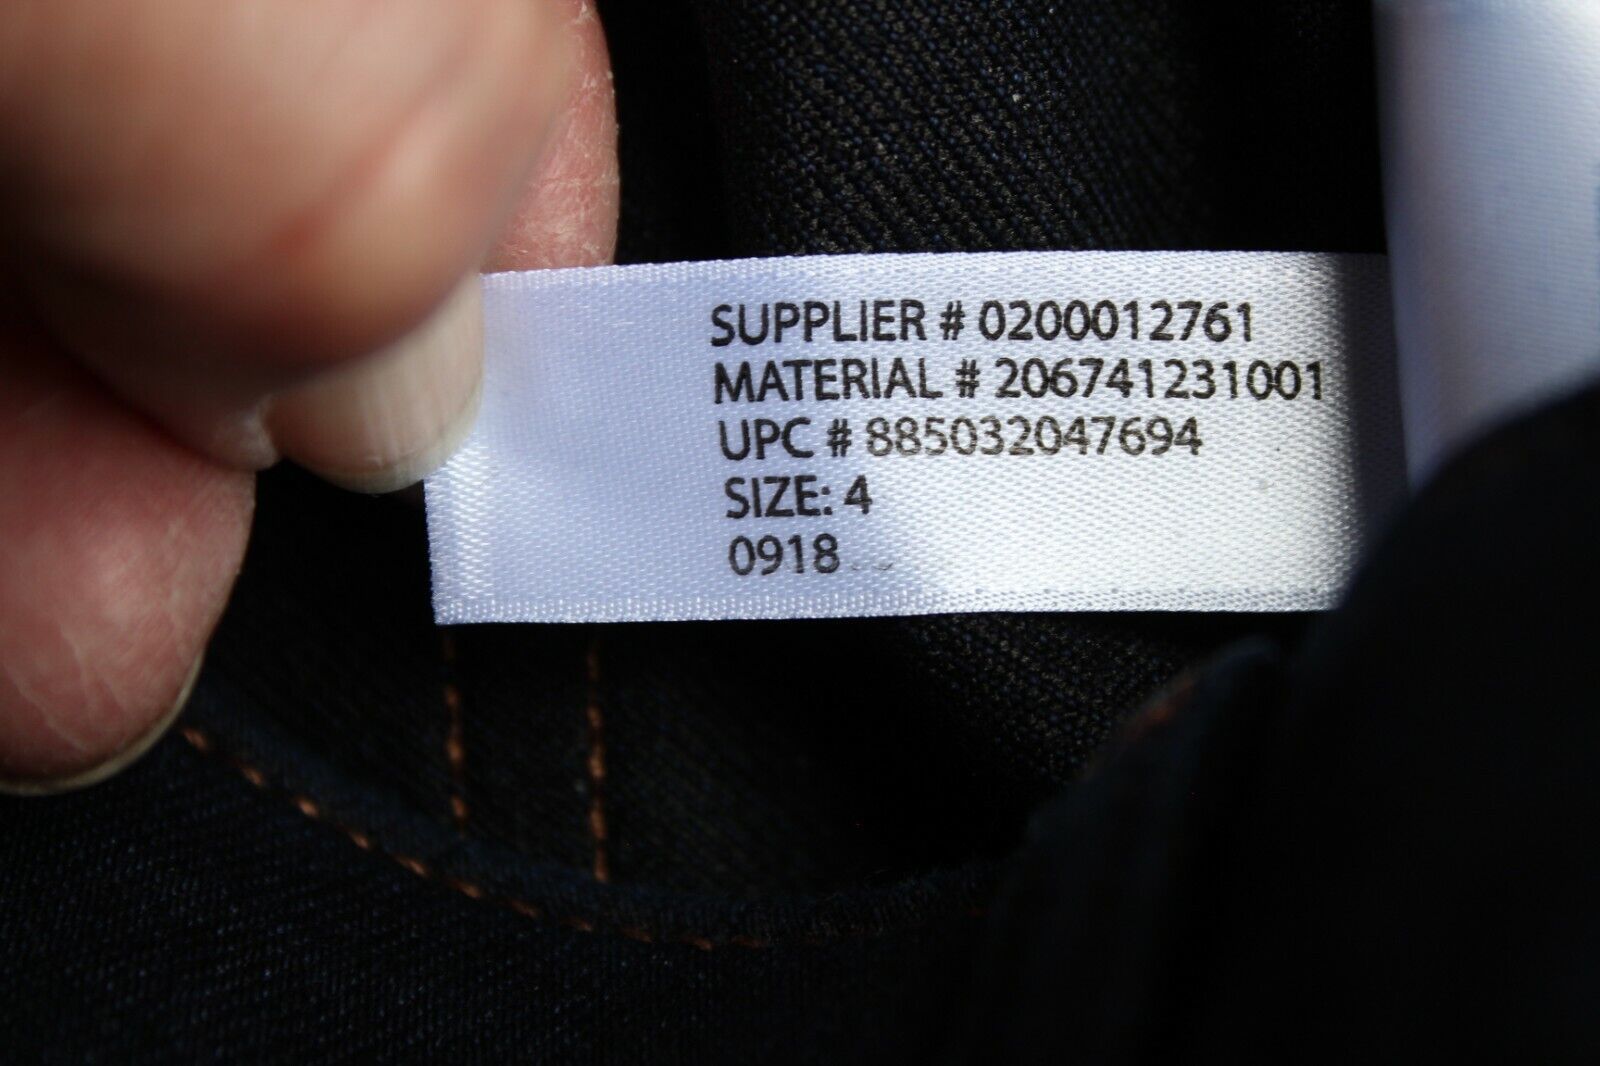 SUPPLIER # 0200012761
MATERIAL # 206741231001
UPC # 885032047694
SIZE: 4
0918